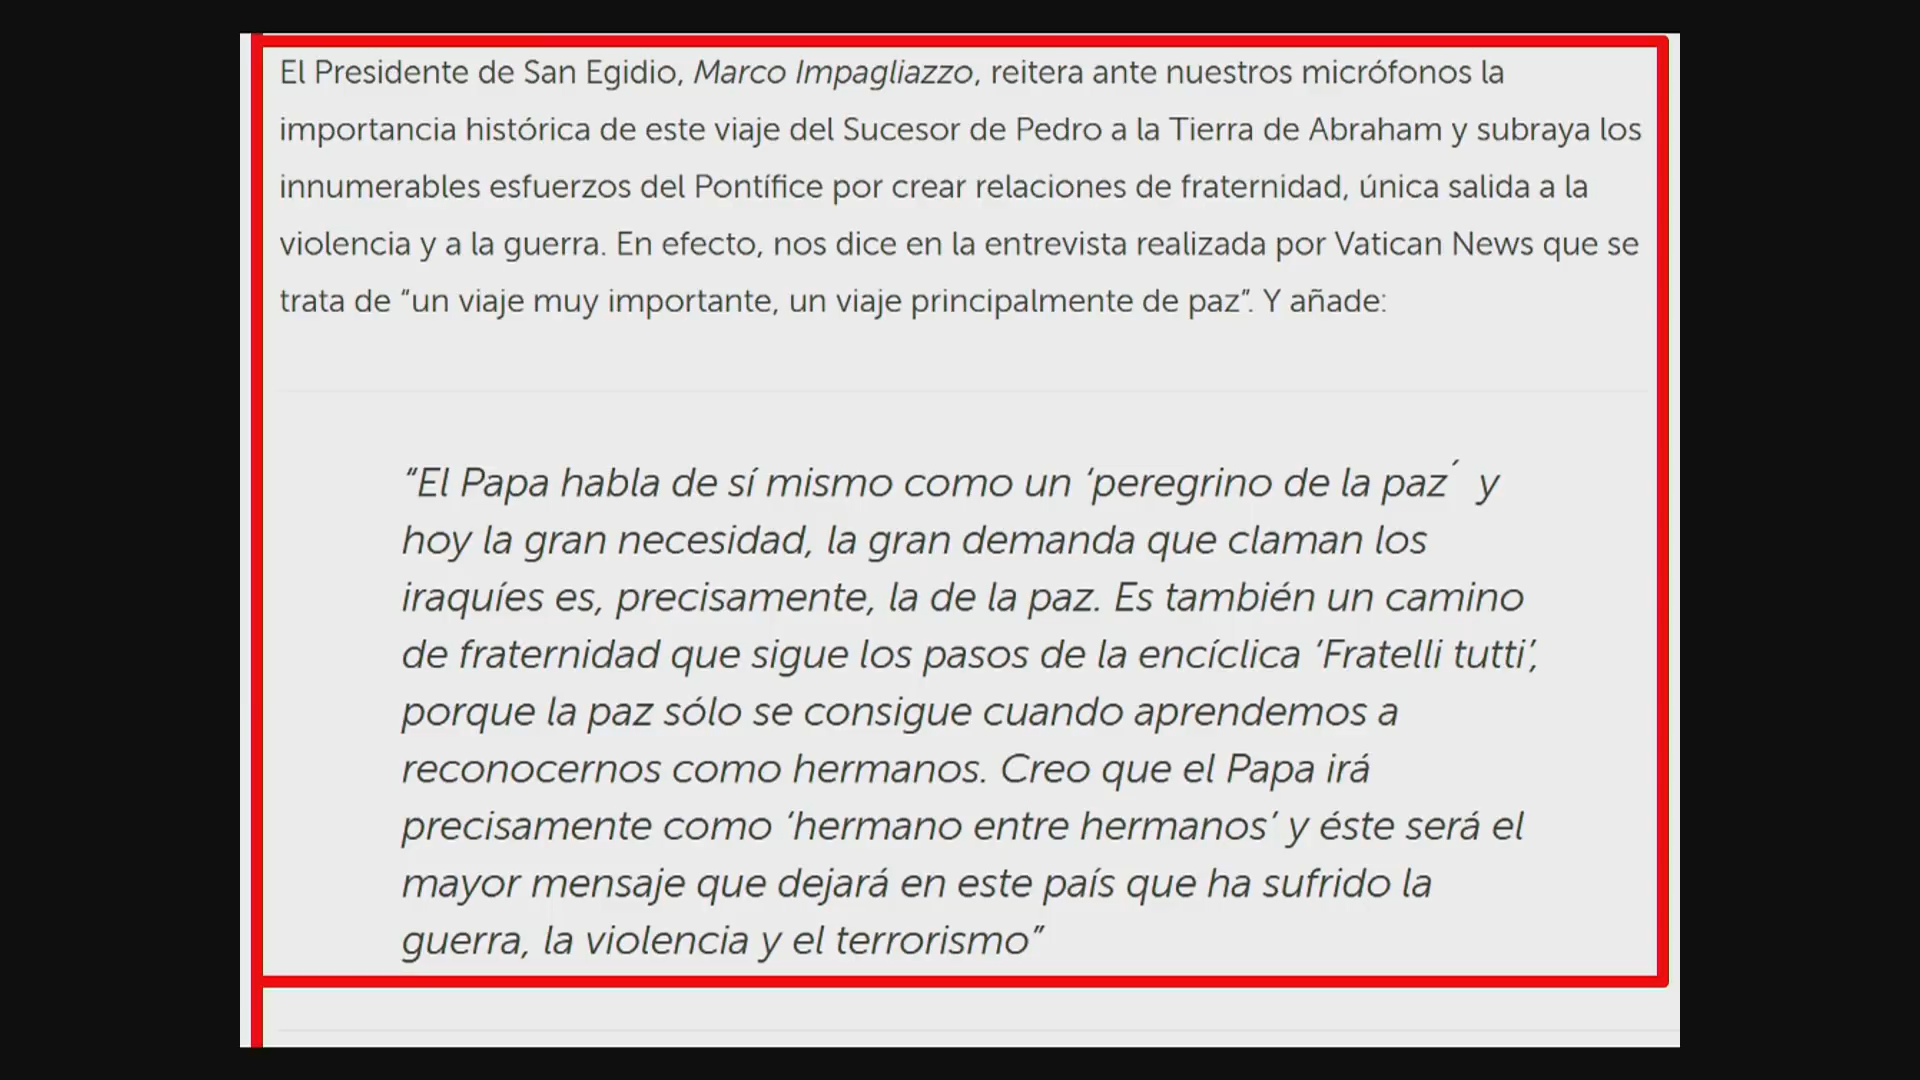 El Presidente de San Egidio, Marco Impagliazzo, reitera ante nuestros micrófonos la
importancia histórica de este viaje del Sucesor de Pedro a la Tierra de Abraham y subraya los
innumerables esfuerzos del Pontífice por crear relaciones de fraternidad, única salida a la
violencia y a la guerra. En efecto, nos dice en la entrevista realizada por Vatican News que se
trata de “un viaje muy importante, un viaje principalmente de paz”. Y añade:
“El Papa habla de sí mismo como un ‘peregrino de la paz´ y
hoy la gran necesidad, la gran demanda que claman los
iraquíes es, precisamente, la de la paz. Es también un camino
de fraternidad que sigue los pasos de la encíclica ‘Fratelli tutti’,
porque la paz sólo se consigue cuando aprendemos a
reconocernos como hermanos. Creo que el Papa irá
precisamente como ‘hermano entre hermanos’ y éste será el
mayor mensaje que dejará en este país que ha sufrido la
guerra, la violencia y el terrorismo”